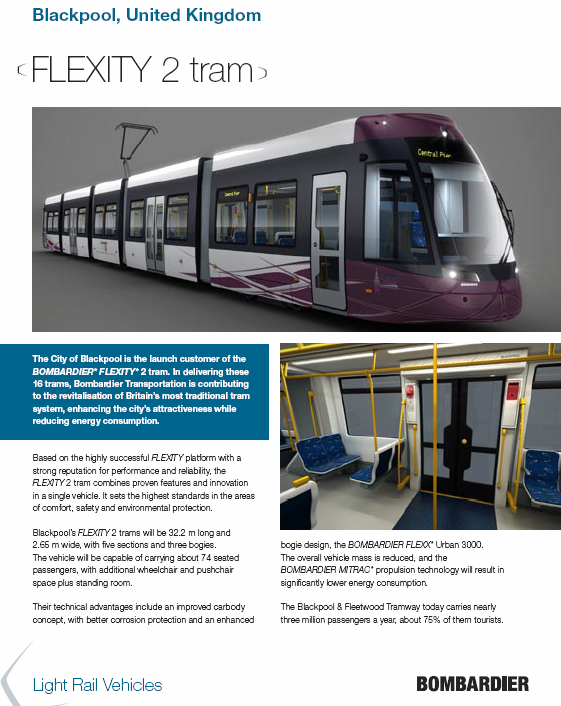 Blackpool, United Kingdom
FLEXITY 2 tram
Central Pier
Central Pier
The City of Blackpool is the launch customer of the
BOMBARDIER* FLEXITY* 2 tram. In delivering these
16 trams, Bombardier Transportation is contributing
to the revitalisation of Britain's most traditional tram
system, enhancing the city's attractiveness while
reducing energy consumption.
Based on the highly successful FLEXITY platform with a
strong reputation for performance and reliability, the
FLEXITY 2 tram combines proven features and innovation
in a single vehicle. It sets the highest standards in the areas
of comfort, safety and environmental protection.
Blackpool's FLEXITY 2 trams will be 32.2 m long and
2.65 m wide, with five sections and three bogies.
The vehicle will be capable of carrying about 74 seated
passengers, with additional wheelchair and pushchair
space plus standing room.
Their technical advantages include an improved carbody
concept, with better corrosion protection and an enhanced
bogie design, the BOMBARDIER FLEXX* Urban 3000.
The overall vehicle mass is reduced, and the
BOMBARDIER MITRAC* propulsion technology will result in
significantly lower energy consumption.
The Blackpool & Fleetwood Tramway today carries nearly
three million passengers a year, about 75% of them tourists.
Light Rail Vehicles
BOMBARDIER